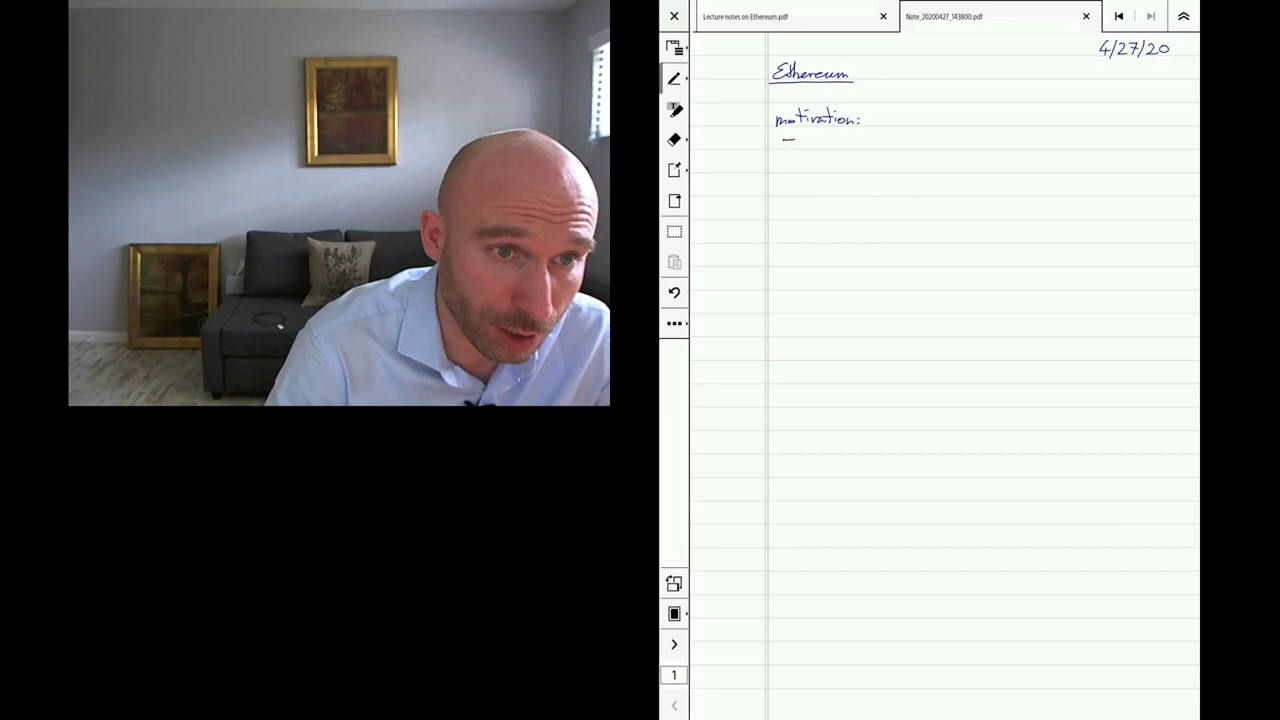 Lecture notes on Ethereum.pdf
Note_20200427_143800.pdf
4/27/20
Ethereum
motivation:
–
1